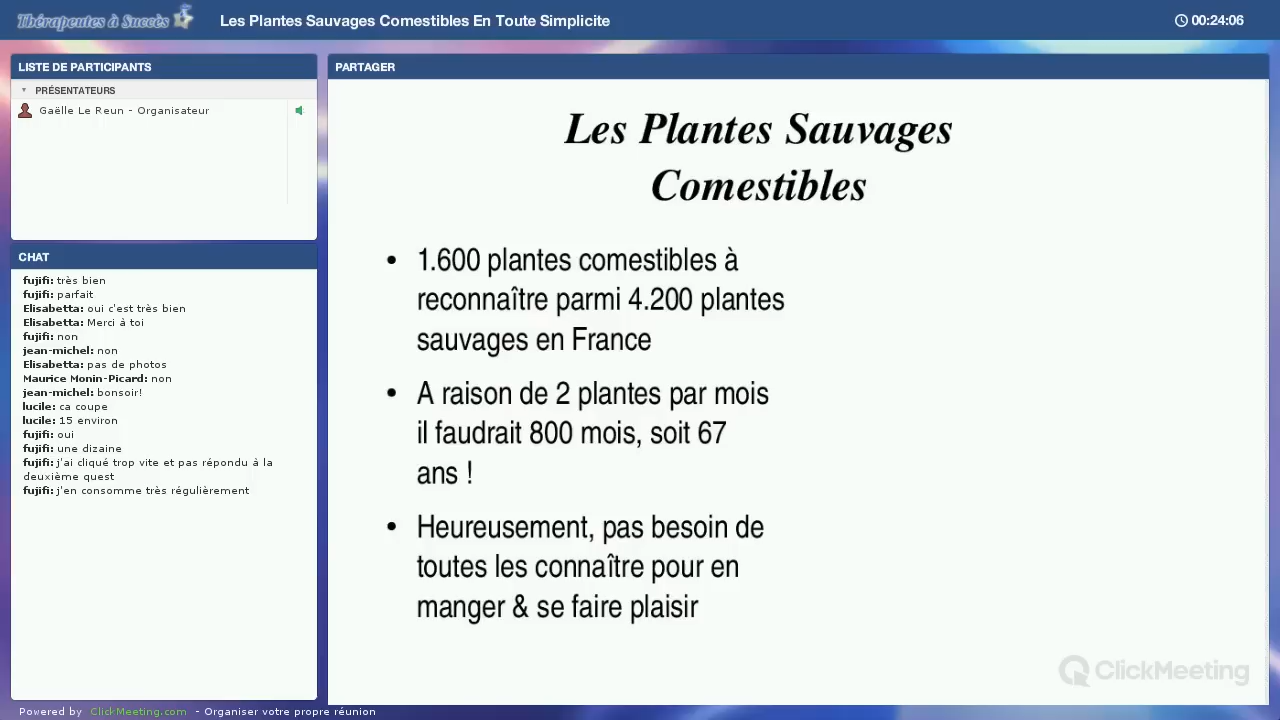 Thérapeutes à Succès
Les Plantes Sauvages Comestibles En Toute Simplicite
00:24:06
LISTE DE PARTICIPANTS
PRÉSENTATEURS
Gaëlle Le Reun - Organisateur
CHAT
fujifi: très bien
fujifi: parfait
Elisabetta: oui c'est très bien
Elisabetta: Merci à toi
fujifi: non
jean-michel: non
Elisabetta: pas de photos
Maurice Monin-Picard: non
jean-michel: bonsoir!
lucile: ca coupe
lucile: 15 environ
fujifi: oui
fujifi: une dizaine
fujifi: j'ai cliqué trop vite et pas répondu à la
deuxième quest
fujifi: j'en consomme très régulièrement
PARTAGER
Les Plantes Sauvages
Comestibles
• 1.600 plantes comestibles à
reconnaître parmi 4.200 plantes
sauvages en France
• A raison de 2 plantes par mois
il faudrait 800 mois, soit 67
ans !
• Heureusement, pas besoin de
toutes les connaître pour en
manger & se faire plaisir
ClickMeeting
Powered by ClickMeeting.com - Organiser votre propre réunion